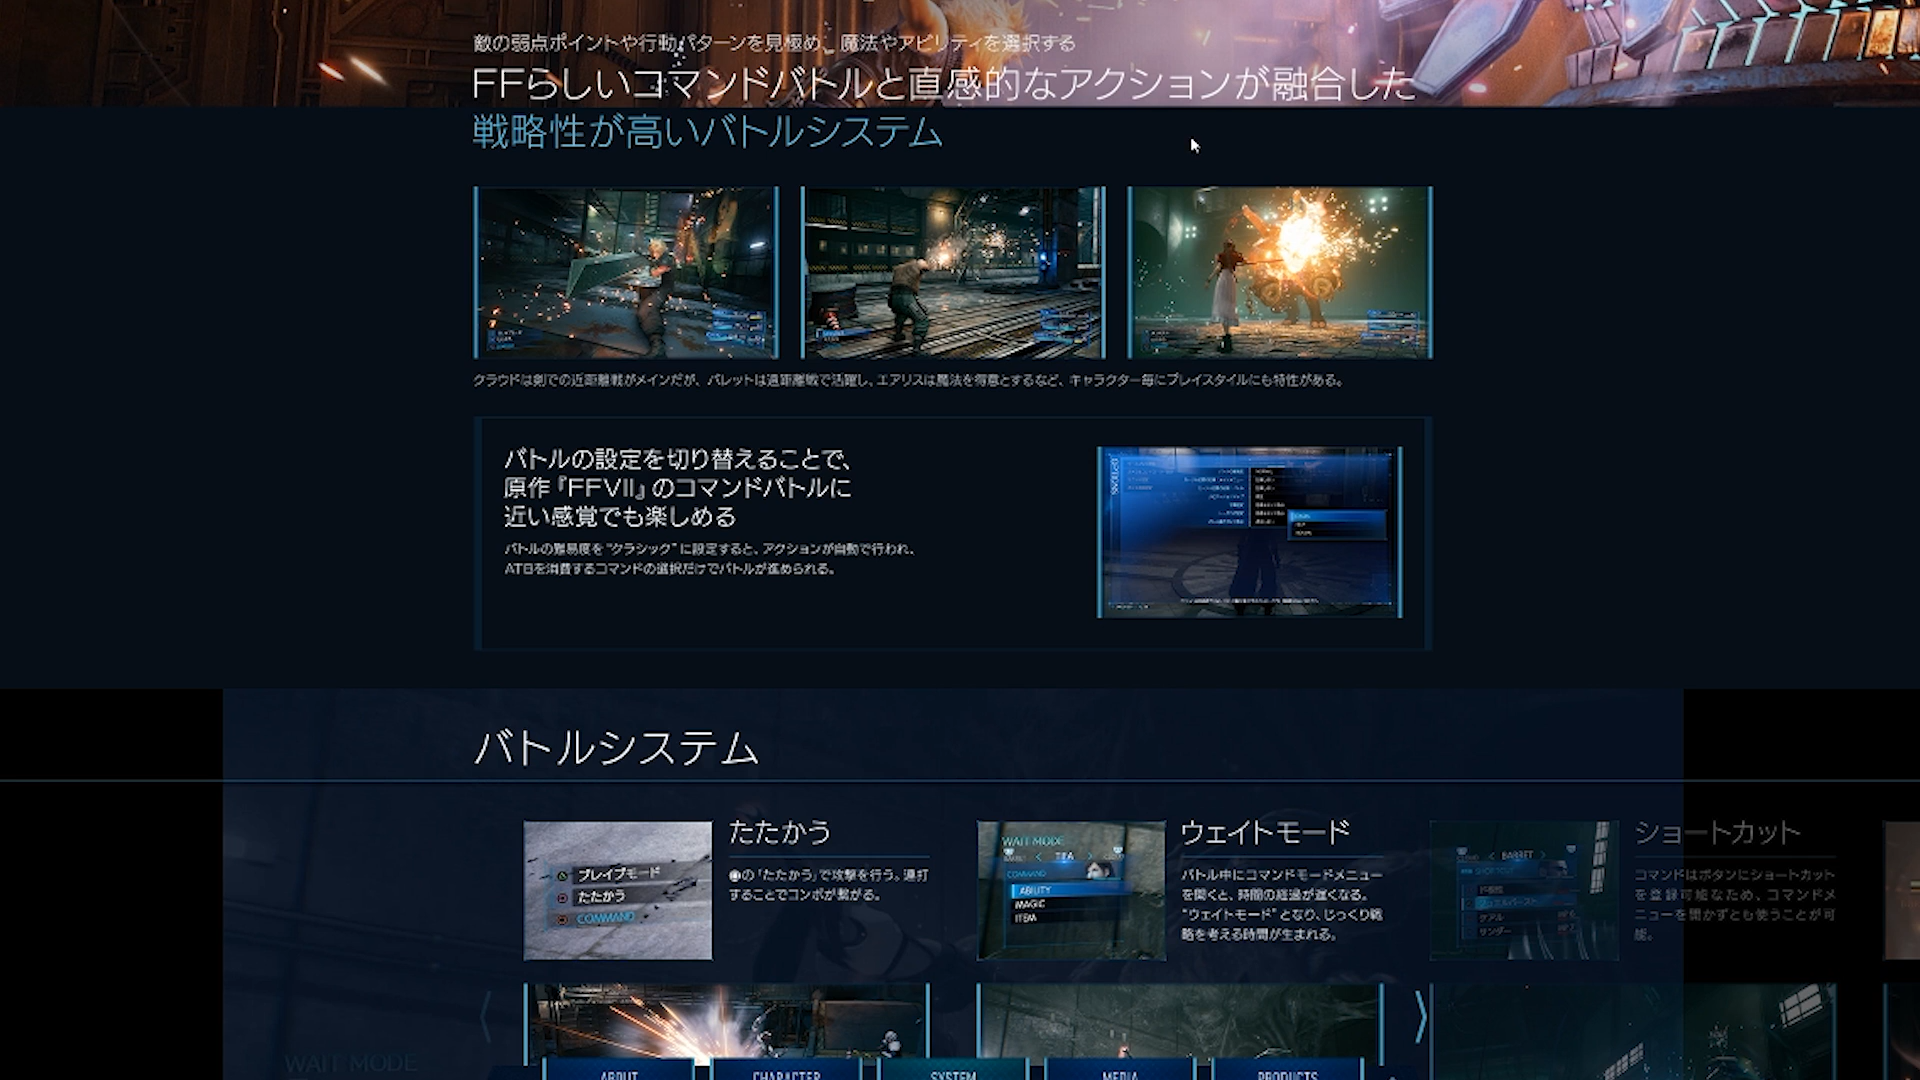 敵の弱点ポイントや行動パターンを見極め、魔法やアビリティを選択する
FFらしいコマンドバトルと直感的なアクションが融合した
戦略性が高いバトルシステム
クラウドは剣での近距離戦がメインだが、バレットは遠距離戦で活躍し、エアリスは魔法を得意とするなど、キャラクター毎にプレイスタイルにも特性がある。
バトルの設定を切り替えることで、
原作『FFVII』のコマンドバトルに
近い感覚でも楽しめる
バトルの難易度を“クラシック”に設定すると、アクションが自動で行われ、
ATBを消費するコマンドの選択だけでバトルが進められる。
OPTIONS
バトルシステム
ブレイブモード
たたかう
COMMAND
たたかう
の「たたかう」で攻撃を行う。連打
することでコンボが繋がる。
WAIT MODE
BARRET < TIFA > CLOUD
COMMAND
ABILITY
MAGIC
ITEM
ウェイトモード
バトル中にコマンドモードメニュー
を開くと、時間の経過が遅くなる。
“ウェイトモード”となり、じっくり戦
略を考える時間が生まれる。
CLOUD < BARRET >
ケアル
サンダー
ショートカット
コマンドはボタンにショートカット
を登録可能なため、コマンドメ
ニューを開かずとも使うことが可
能。
WAIT MODE
ABOUT
CHARACTER
SYSTEM
MEDIA
PRODUCTS